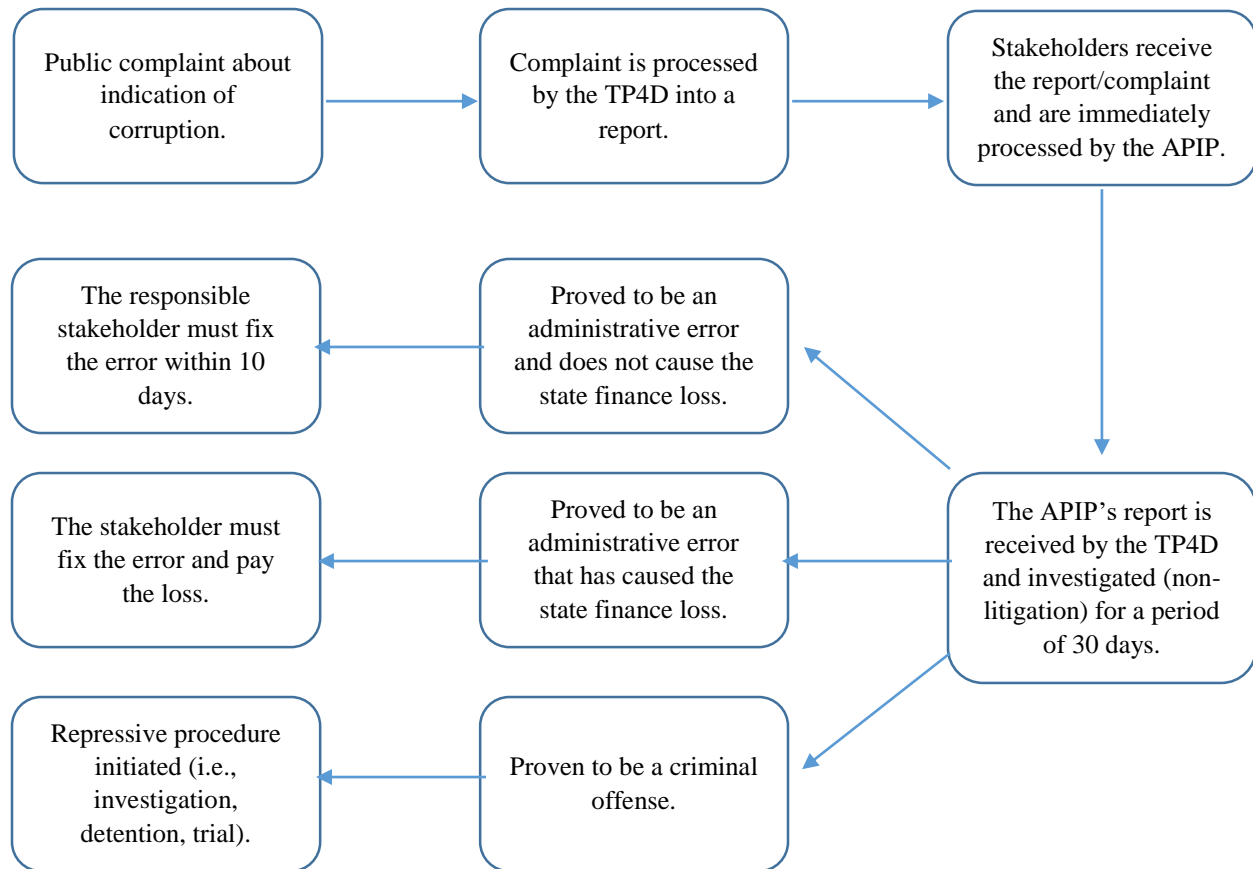 Public complaint about
indication of
corruption.
Complaint is processed
by the TP4D into a
report.
Stakeholders receive
the report/complaint
and are immediately
processed by the APIP.
The responsible
stakeholder must fix
the error within 10
days.
Proved to be an
administrative error
and does not cause the
state finance loss.
The stakeholder must
fix the error and pay
the loss.
Proved to be an
administrative error
that has caused the
state finance loss.
The APIP’s report is
received by the TP4D
and investigated (non-
litigation) for a period
of 30 days.
Repressive procedure
initiated (i.e.,
investigation,
detention, trial).
Proven to be a criminal
offense.